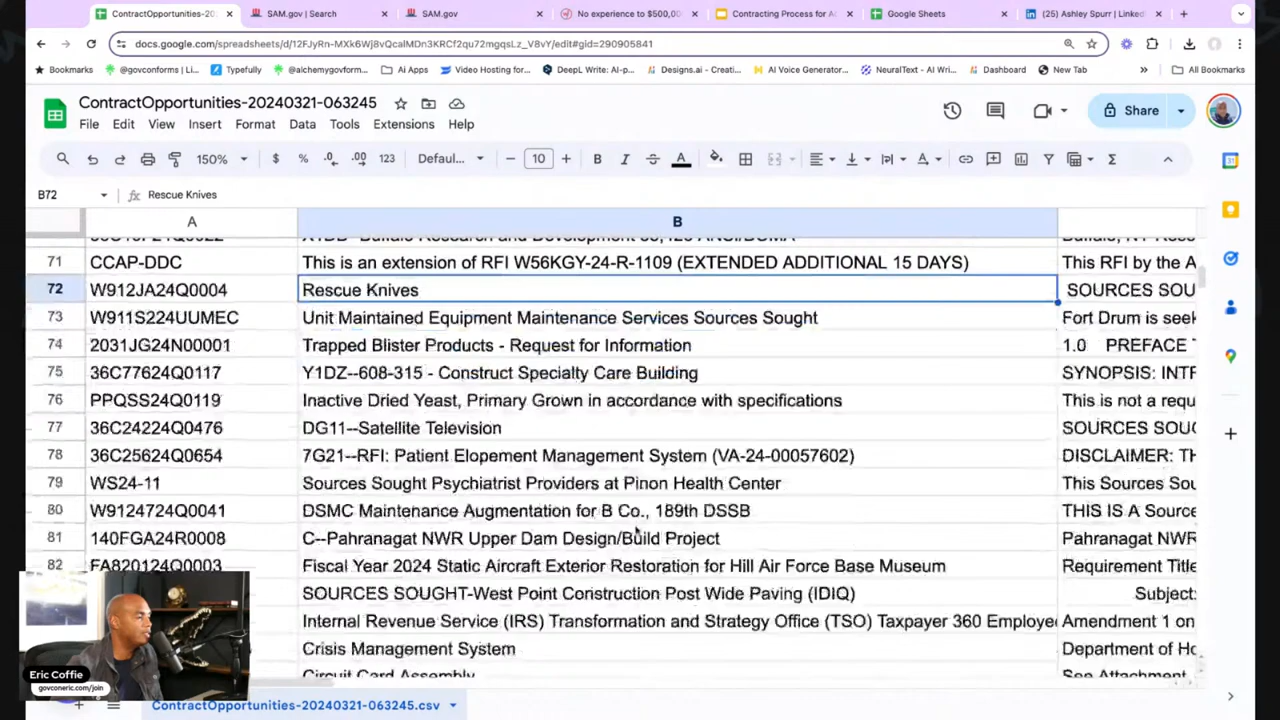 ContractOpportunities-202
SAM.gov | Search
SAM.gov
No experience to $500,00
Contracting Process for A
Google Sheets
(25) Ashley Spurr | Linked
docs.google.com/spreadsheets/d/12FJyRn-MXk6Wj8vQcalMDn3KRCf2qu72mgqsLz_V8vY/edit#gid=290905841
Bookmarks
@govconforms | Li...
Typefully
@alchemygovform...
Ai Apps
Video Hosting for...
DeepL Write: AI-p...
Designs.ai - Creati...
AI Voice Generator...
NeuralText - AI Wri...
Dashboard
New Tab
All Bookmarks
ContractOpportunities-20240321-063245
File Edit View Insert Format Data Tools Extensions Help
Share
150% $ % .0 .00 123 Defaul... 10 B I A
B72 fx Rescue Knives
A B
71 CCAP-DDC This is an extension of RFI W56KGY-24-R-1109 (EXTENDED ADDITIONAL 15 DAYS) This RFI by the A
72 W912JA24Q0004 Rescue Knives SOURCES SOU
73 W911S224UUMEC Unit Maintained Equipment Maintenance Services Sources Sought Fort Drum is seek
74 2031JG24N00001 Trapped Blister Products - Request for Information 1.0 PREFACE
75 36C77624Q0117 Y1DZ--608-315 - Construct Specialty Care Building SYNOPSIS: INTR
76 PPQSS24Q0119 Inactive Dried Yeast, Primary Grown in accordance with specifications This is not a requ
77 36C24224Q0476 DG11--Satellite Television SOURCES SOUG
78 36C25624Q0654 7G21--RFI: Patient Elopement Management System (VA-24-00057602) DISCLAIMER: TH
79 WS24-11 Sources Sought Psychiatrist Providers at Pinon Health Center This Sources Sou
80 W9124724Q0041 DSMC Maintenance Augmentation for B Co., 189th DSSB THIS IS A Source
81 140FGA24R0008 C--Pahranagat NWR Upper Dam Design/Build Project Pahranagat NWR
82 FA820124Q0003 Fiscal Year 2024 Static Aircraft Exterior Restoration for Hill Air Force Base Museum Requirement Title
SOURCES SOUGHT-West Point Construction Post Wide Paving (IDIQ) Subject:
Internal Revenue Service (IRS) Transformation and Strategy Office (TSO) Taxpayer 360 Employee Amendment 1 on
Crisis Management System Department of Ho
Circuit Card Assembly See Attachment
Eric Coffie
govconeric.com/join
ContractOpportunities-20240321-063245.csv